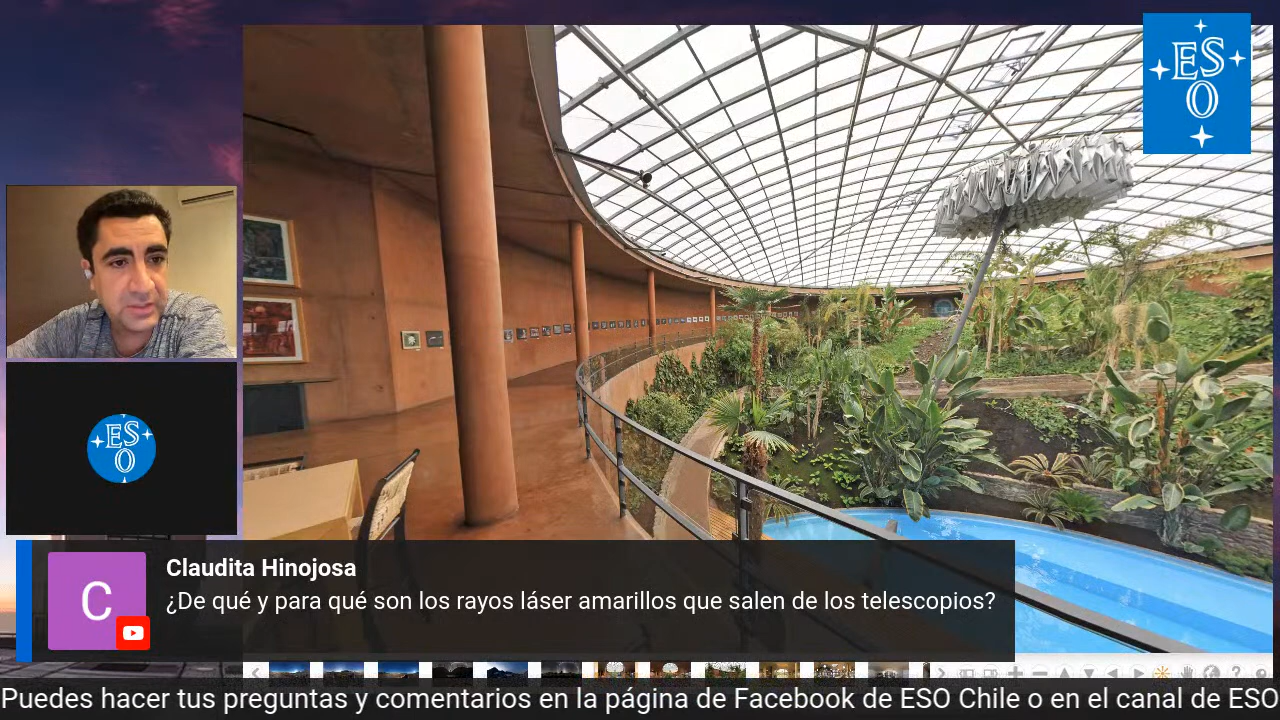 ESO
ESO
C
Claudita Hinojosa
¿De qué y para qué son los rayos láser amarillos que salen de los telescopios?
Puedes hacer tus preguntas y comentarios en la página de Facebook de ESO Chile o en el canal de ESO